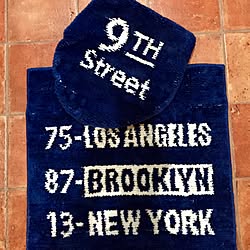 9TH
Street
75-LOS ANGELES
87-BROOKLYN
13-NEW YORK